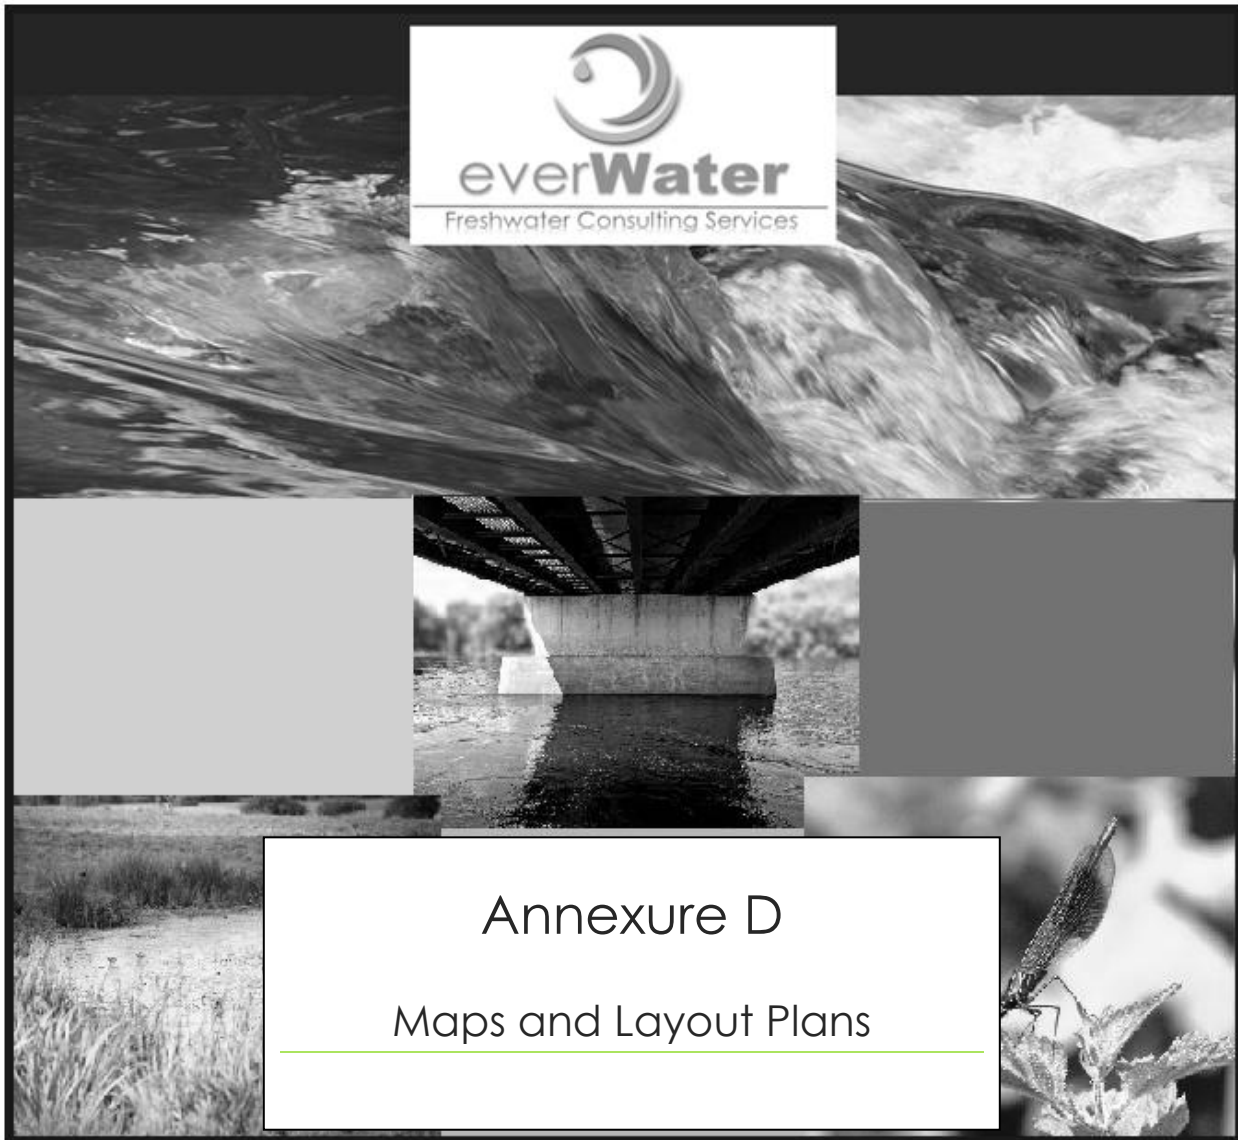 everWater
Freshwater Consulting Services
Annexure D
Maps and Layout Plans